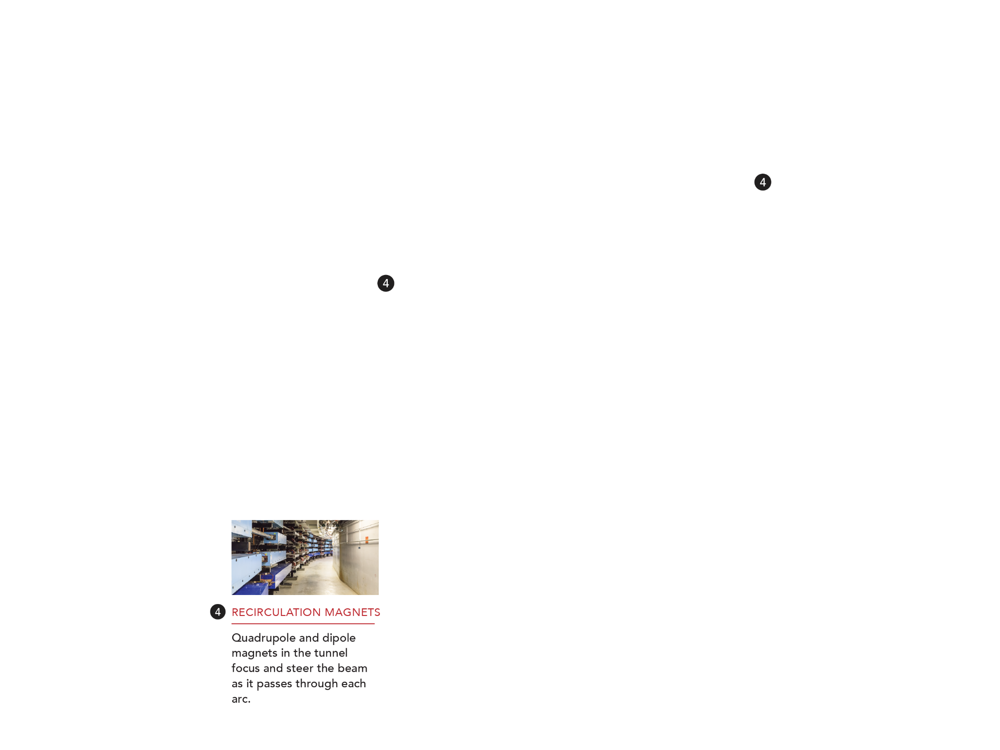 4
4
4 RECIRCULATION MAGNETS
Quadrupole and dipole
magnets in the tunnel
focus and steer the beam
as it passes through each
arc.